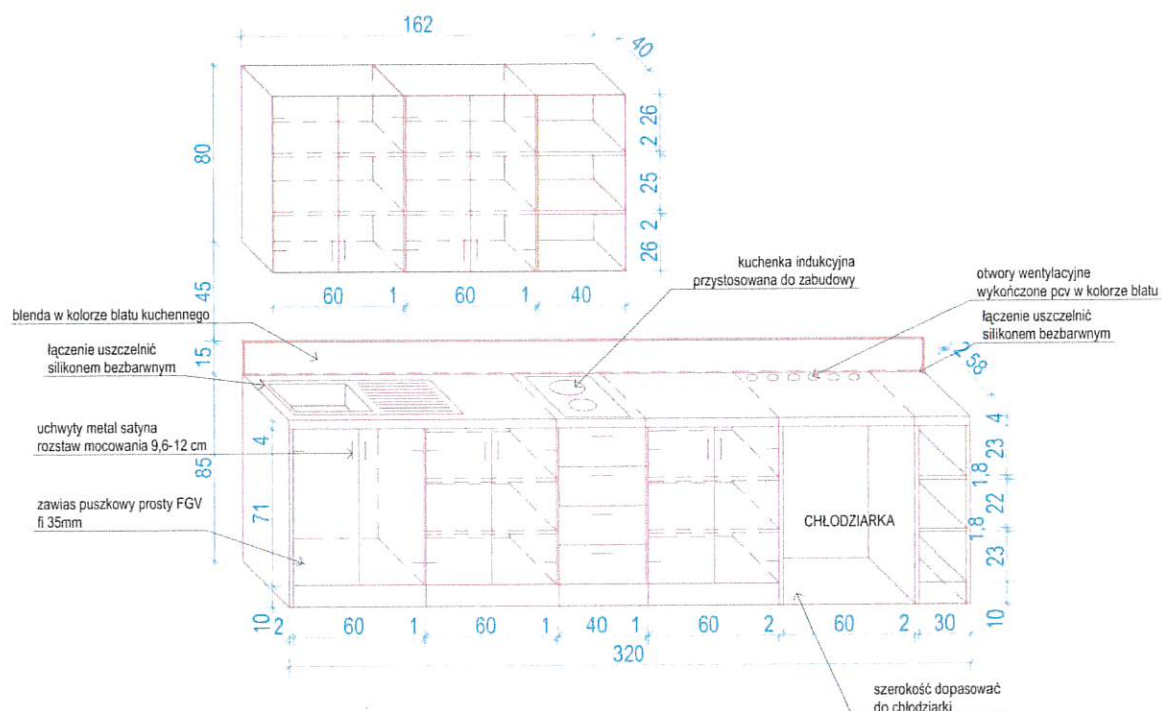 162
40
80
26
2
25
2
26
60 1 60 1 40
45
kuchenka indukcyjna
przystosowana do zabudowy
otwory wentylacyjne
wykończone pcv w kolorze blatu
blenda w kolorze blatu kuchennego
łączenie uszczelnić
silikonem bezbarwnym
15
łączenie uszczelnić
silikonem bezbarwnym
2 58
uchwyty metal satyna
rozstaw mocowania 9,6-12 cm
4
85
71
zawias puszkowy prosty FGV
fi 35mm
4
23
1,8
22
1,8
23
CHŁODZIARKA
10
10
2 60 1 60 1 40 1 60 2 60 2 30
320
szerokość dopasować
do chłodziarki